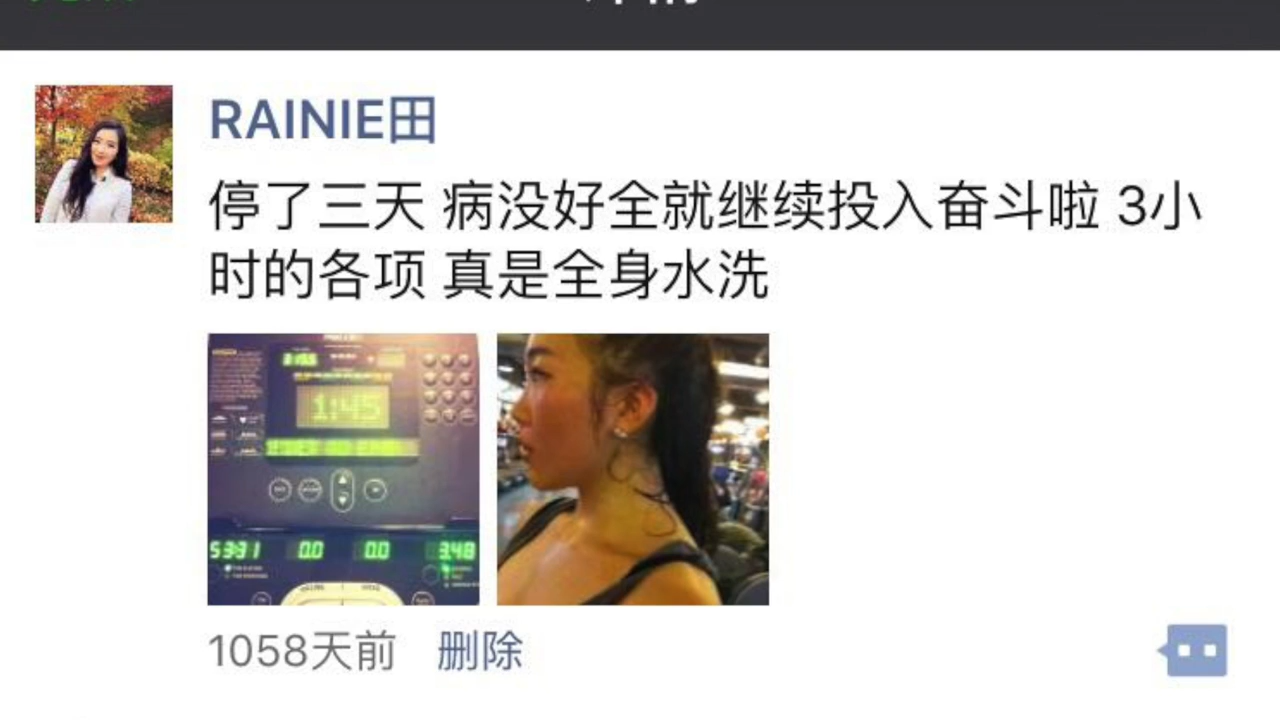 RAINIE田
停了三天 病没好全就继续投入奋斗啦 3小
时的各项 真是全身水洗
1:45
53:31 0.0 0.0 3.48
1058天前 删除